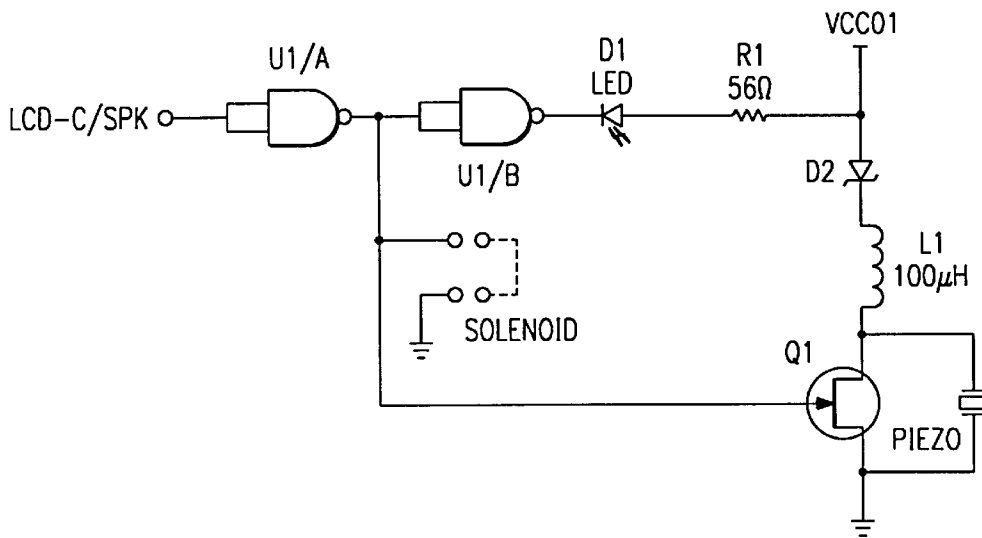 U1/A
LCD-C/SPK
U1/B
D1
LED
R1
56Ω
VCC01
D2
L1
100μH
SOLENOID
Q1
PIEZO